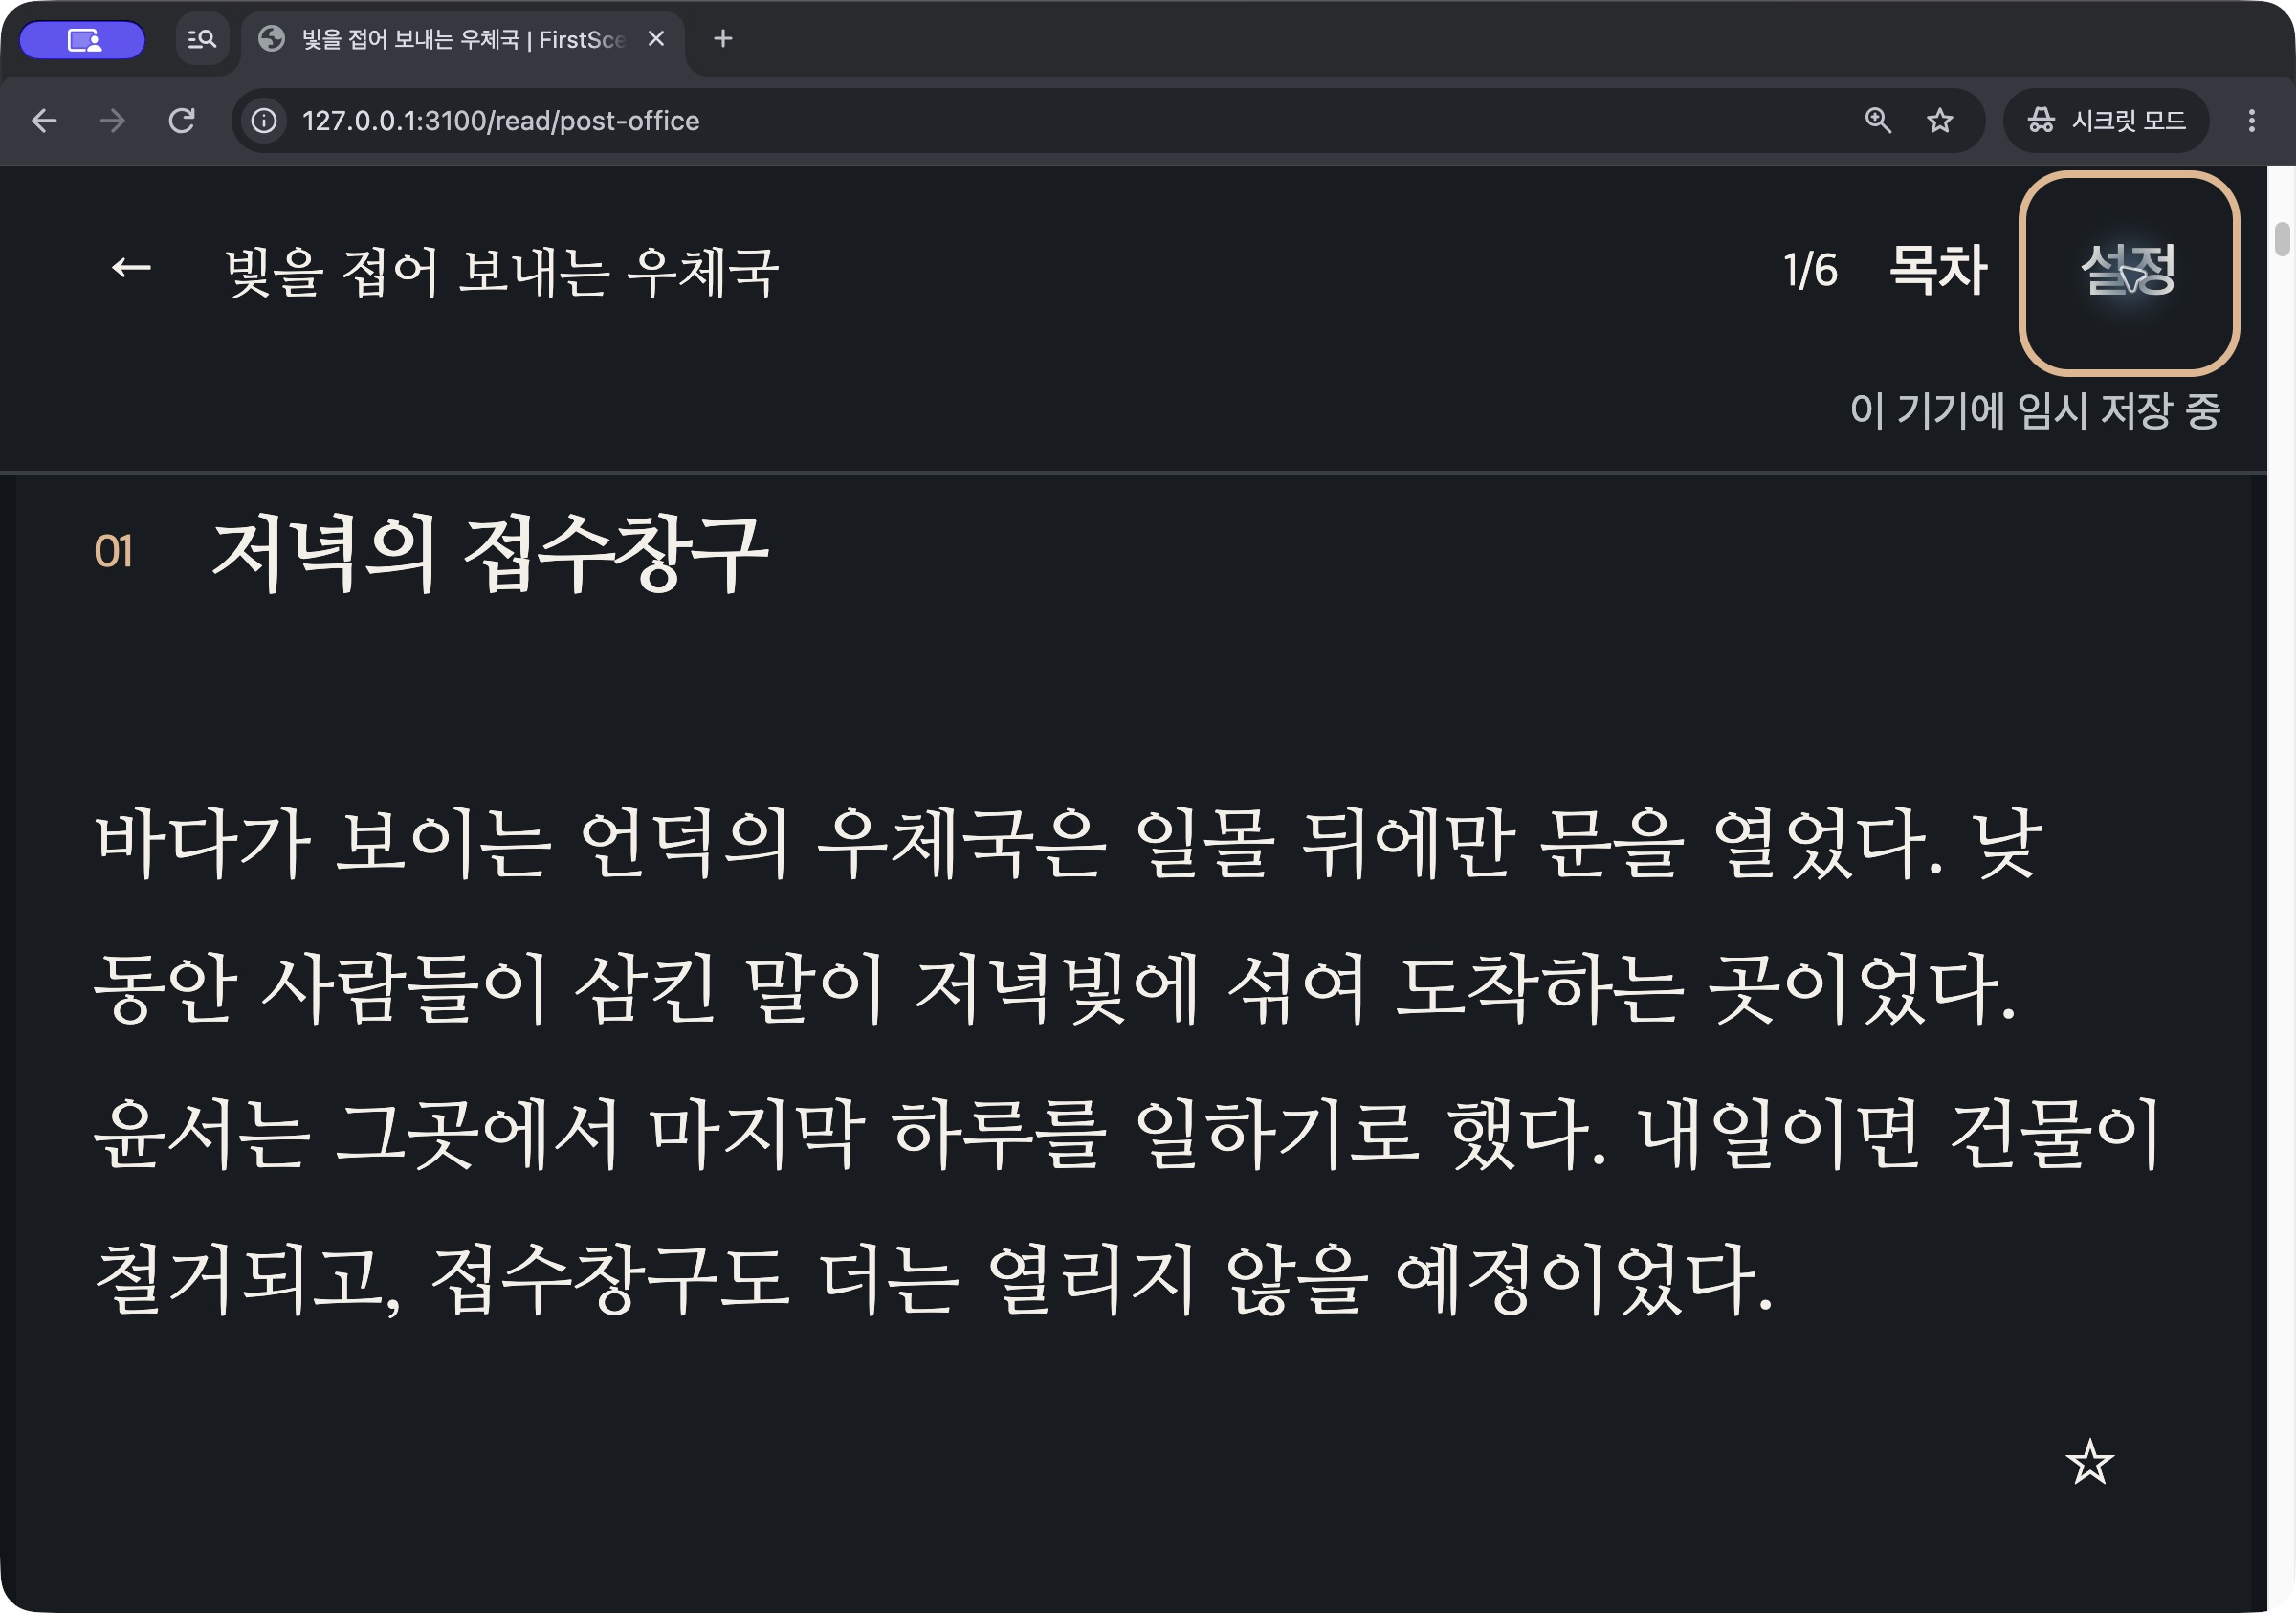 빛을 접어 보내는 우체국 | FirstSce
127.0.0.1:3100/read/post-office
시크릿 모드
← 빛을 접어 보내는 우체국
1/6 목차 설정
이 기기에 임시 저장 중
01 저녁의 접수창구
바다가 보이는 언덕의 우체국은 일몰 뒤에만 문을 열었다. 낮
동안 사람들이 삼킨 말이 저녁빛에 섞여 도착하는 곳이었다.
윤서는 그곳에서 마지막 하루를 일하기로 했다. 내일이면 건물이
철거되고, 접수창구도 더는 열리지 않을 예정이었다.